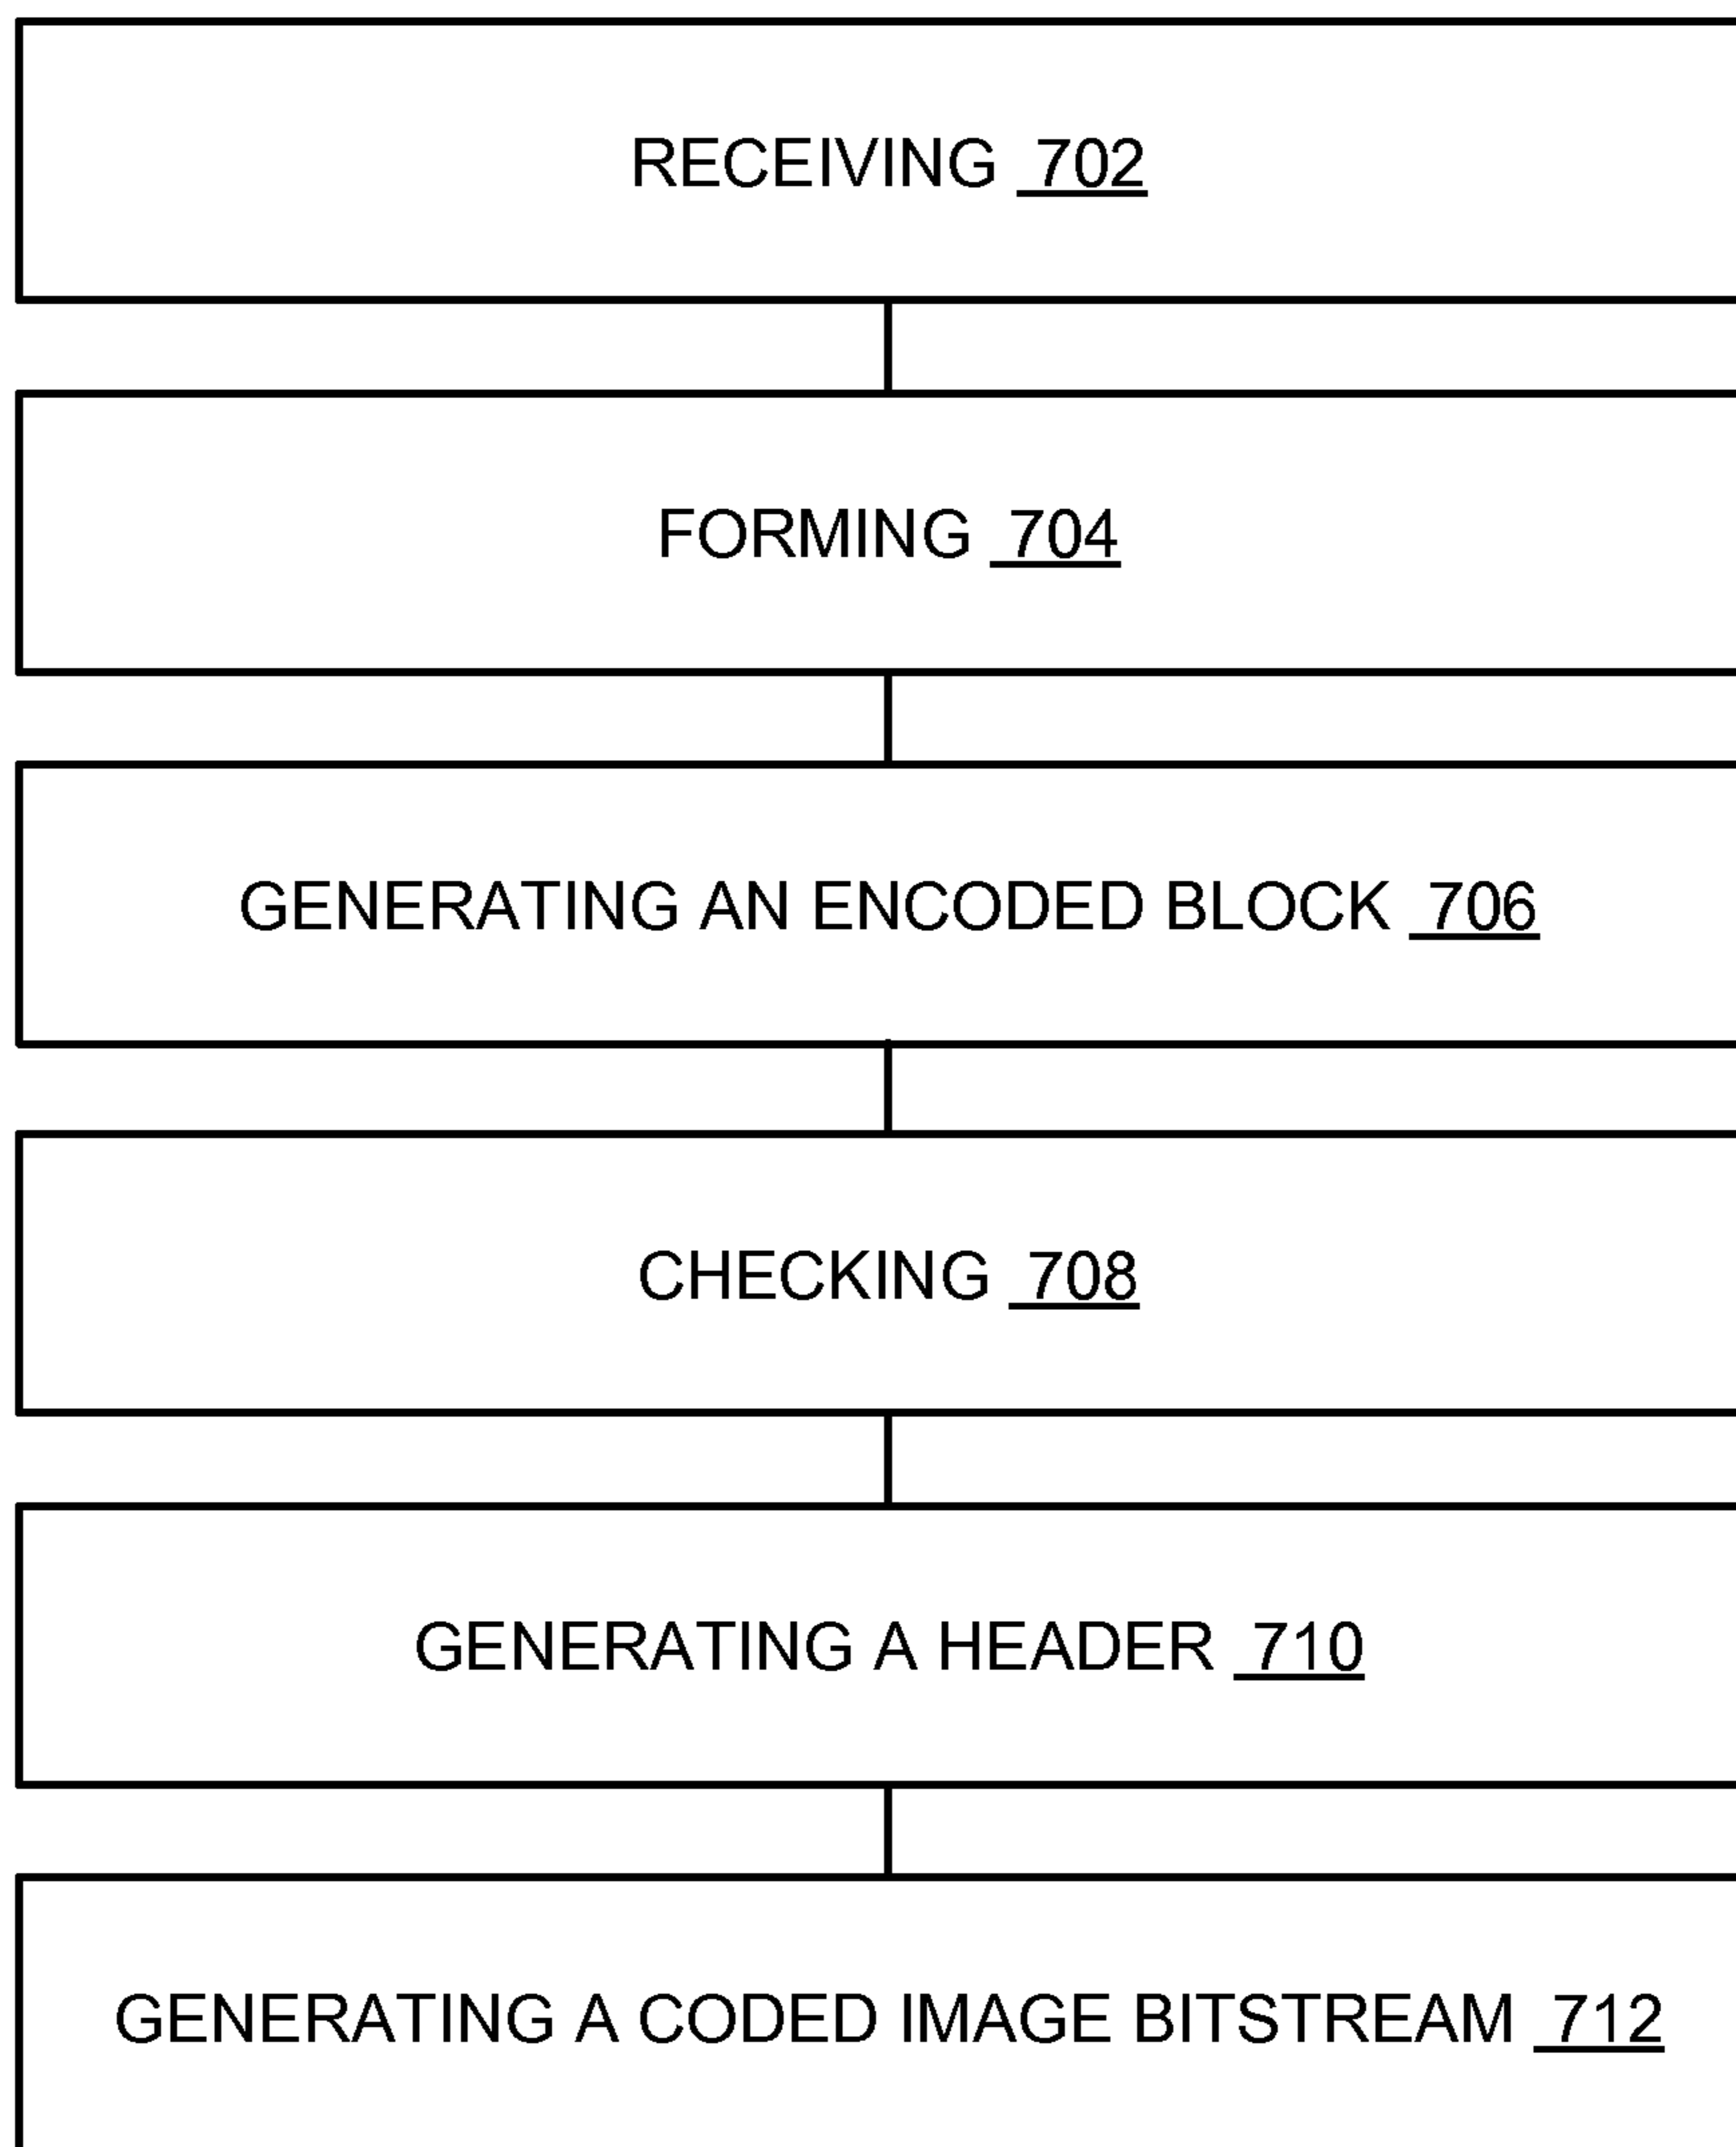 RECEIVING 702
FORMING 704
GENERATING AN ENCODED BLOCK 706
CHECKING 708
GENERATING A HEADER 710
GENERATING A CODED IMAGE BITSTREAM 712